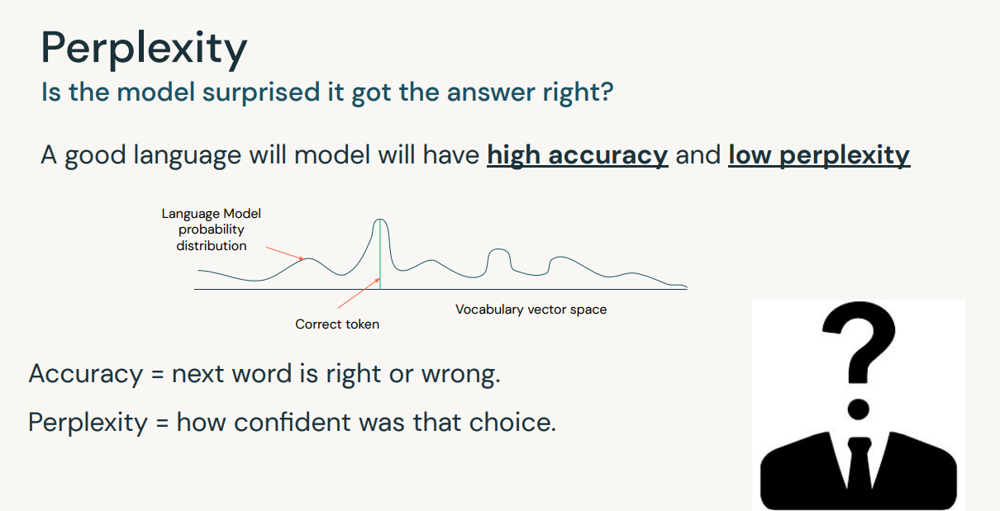 Perplexity
Is the model surprised it got the answer right?
A good language will model will have high accuracy and low perplexity
Language Model
probability
distribution
Correct token
Vocabulary vector space
Accuracy = next word is right or wrong.
Perplexity = how confident was that choice.
?